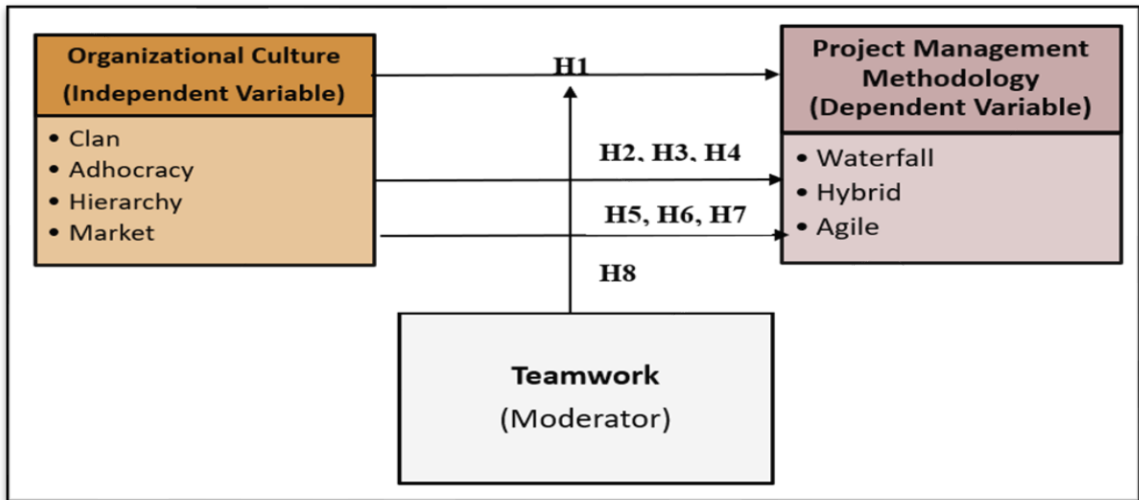 Organizational Culture
(Independent Variable)
• Clan
• Adhocracy
• Hierarchy
• Market
H1
H2, H3, H4
H5, H6, H7
H8
Project Management
Methodology
(Dependent Variable)
• Waterfall
• Hybrid
• Agile
Teamwork
(Moderator)